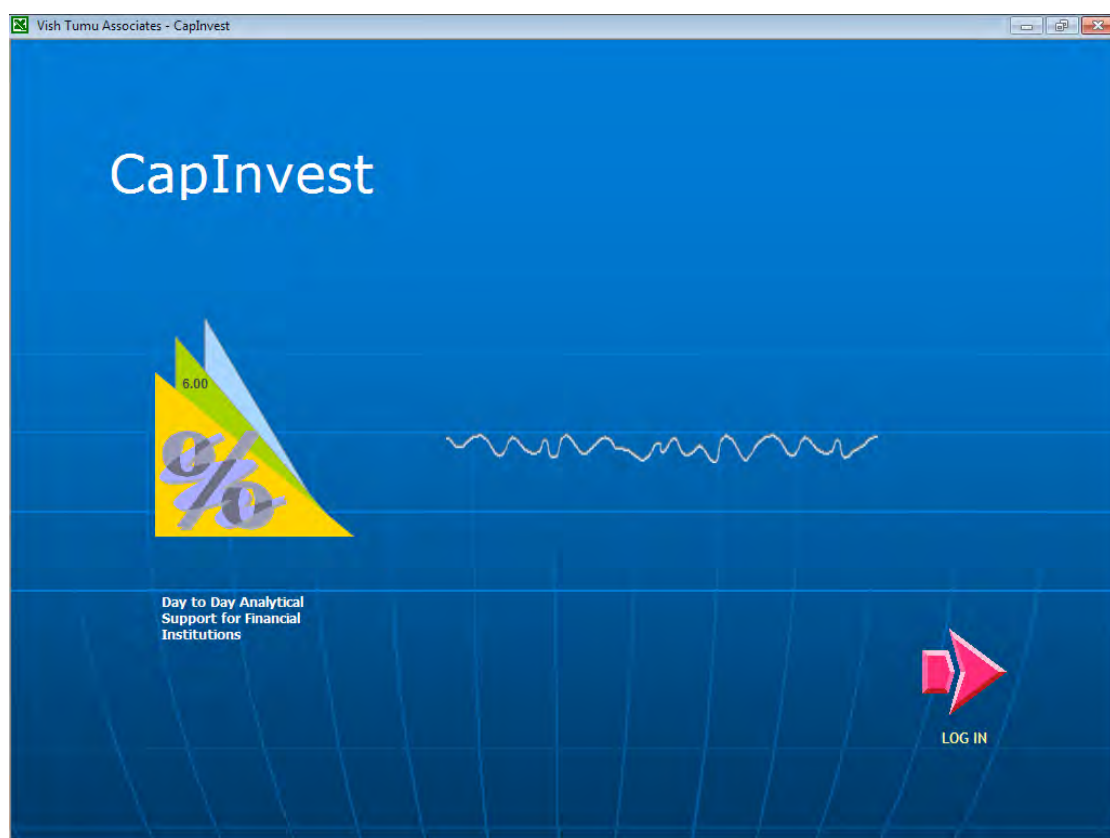 Vish Tumu Associates - CapInvest
CapInvest
6.00
%
Day to Day Analytical
Support for Financial
Institutions
LOG IN